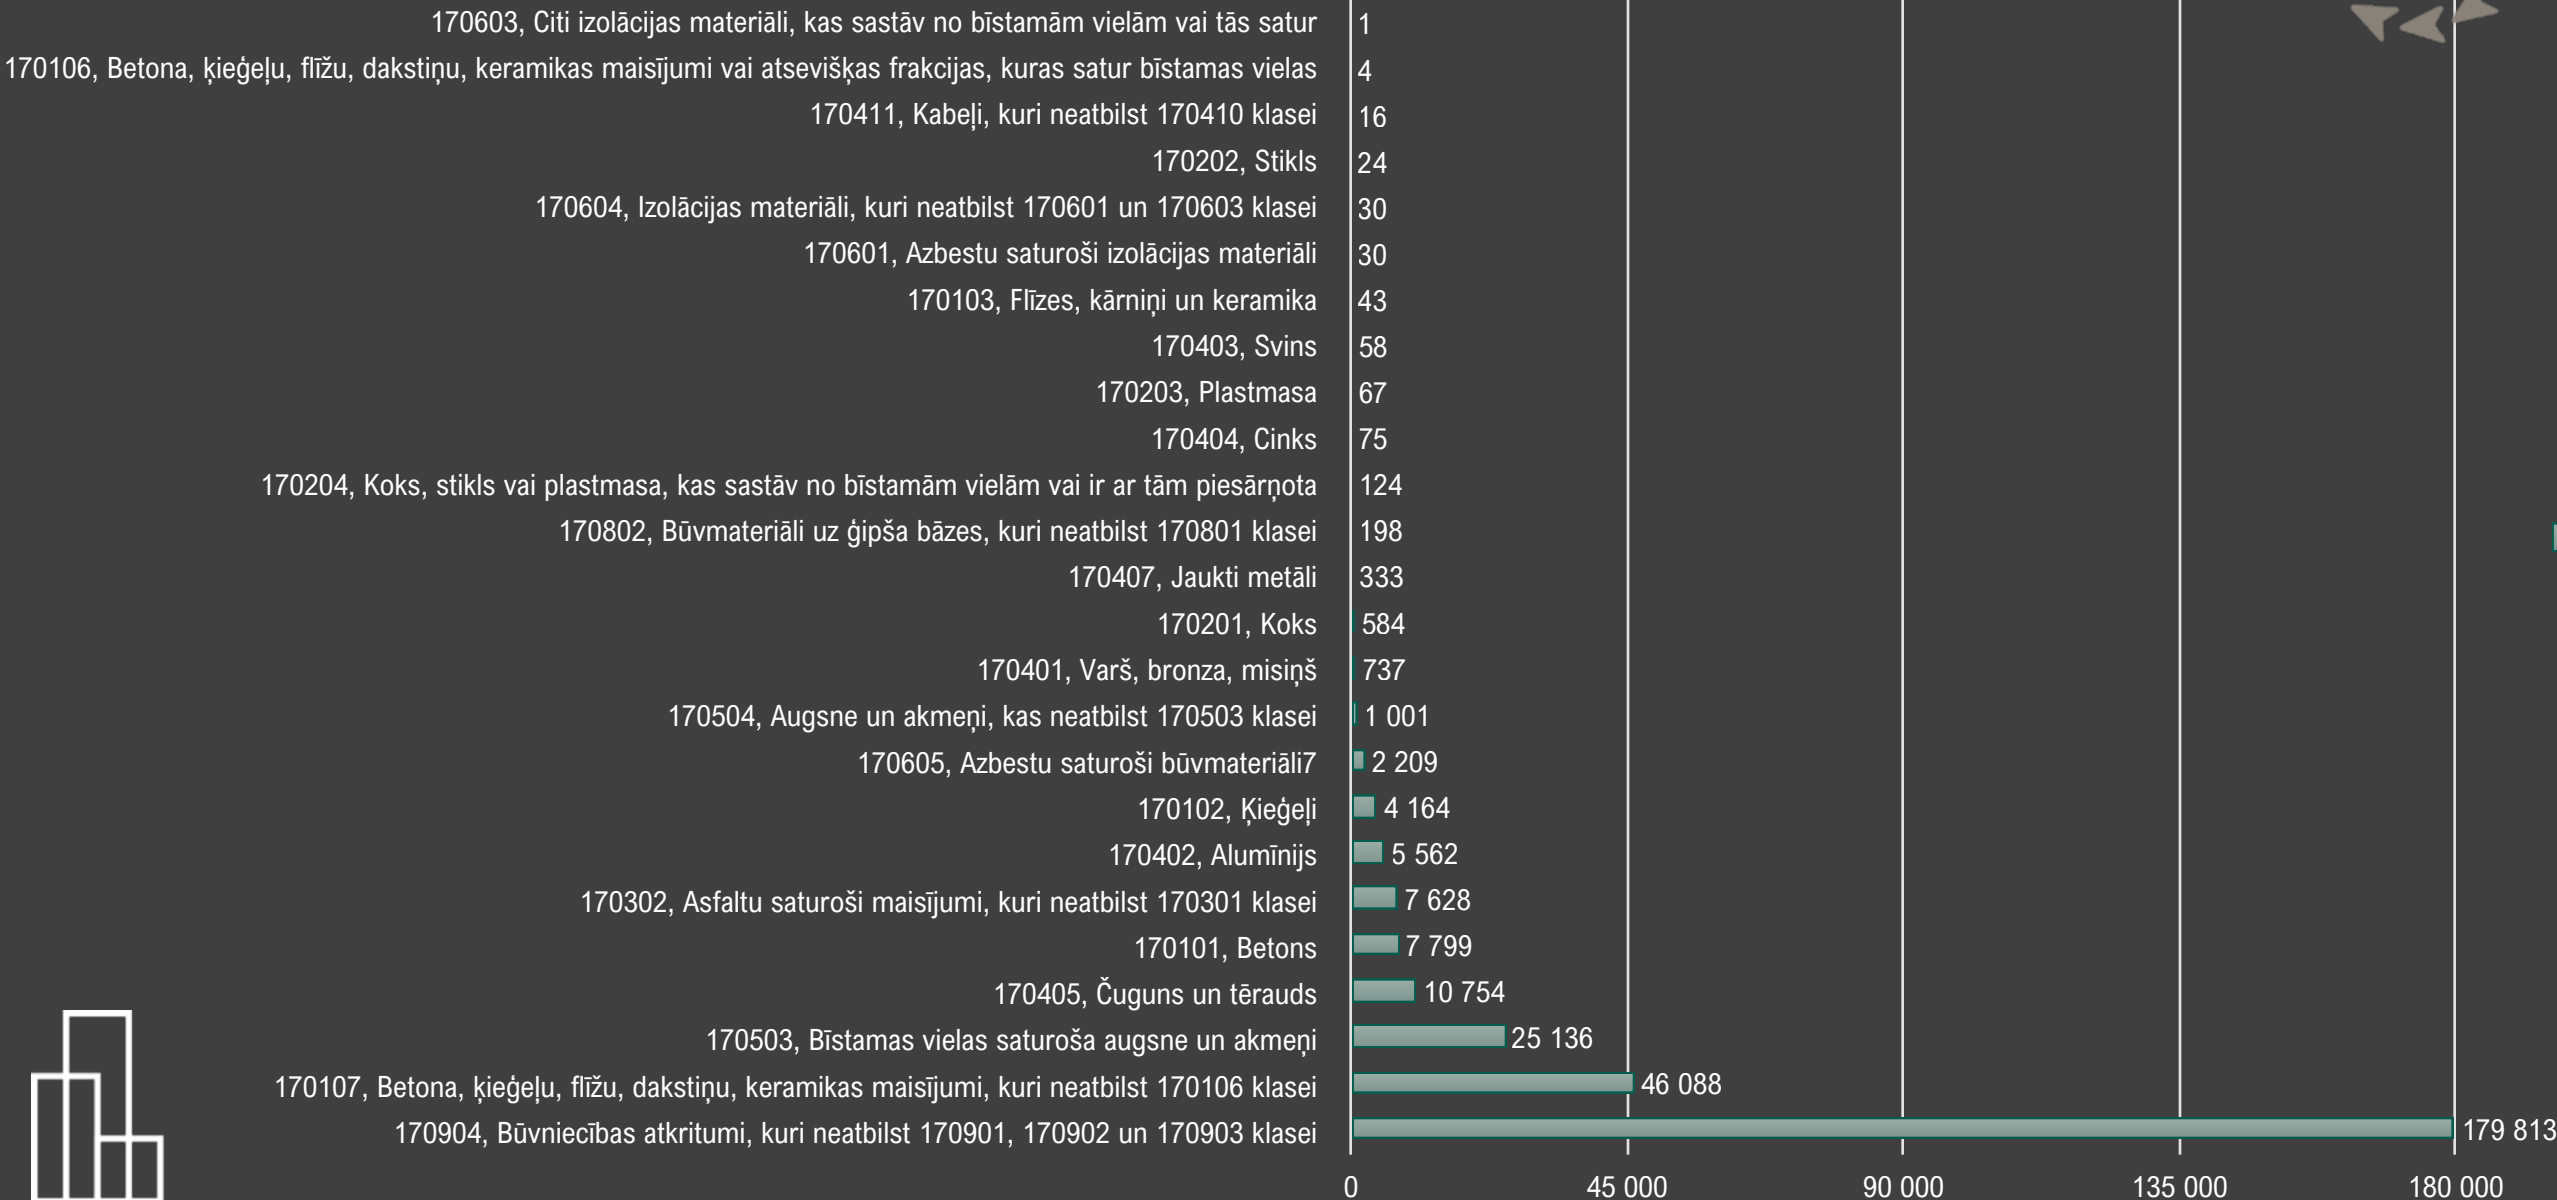 170603, Citi izolācijas materiāli, kas sastāv no bīstamām vielām vai tās satur 1
170106, Betona, ķieģeļu, flīžu, dakstiņu, keramikas maisījumi vai atsevišķas frakcijas, kuras satur bīstamas vielas 4
170411, Kabeļi, kuri neatbilst 170410 klasei 16
170202, Stikls 24
170604, Izolācijas materiāli, kuri neatbilst 170601 un 170603 klasei 30
170601, Azbestu saturoši izolācijas materiāli 30
170103, Flīzes, kārniņi un keramika 43
170403, Svins 58
170203, Plastmasa 67
170404, Cinks 75
170204, Koks, stikls vai plastmasa, kas sastāv no bīstamām vielām vai ir ar tām piesārņota 124
170802, Būvmateriāli uz ģipša bāzes, kuri neatbilst 170801 klasei 198
170407, Jaukti metāli 333
170201, Koks 584
170401, Varš, bronza, misiņš 737
170504, Augsne un akmeņi, kas neatbilst 170503 klasei 1 001
170605, Azbestu saturoši būvmateriāli7 2 209
170102, Ķieģeļi 4 164
170402, Alumīnijs 5 562
170302, Asfaltu saturoši maisījumi, kuri neatbilst 170301 klasei 7 628
170101, Betons 7 799
170405, Čuguns un tērauds 10 754
170503, Bīstamas vielas saturoša augsne un akmeņi 25 136
170107, Betona, ķieģeļu, flīžu, dakstiņu, keramikas maisījumi, kuri neatbilst 170106 klasei 46 088
170904, Būvniecības atkritumi, kuri neatbilst 170901, 170902 un 170903 klasei 179 813
0 45 000 90 000 135 000 180 000